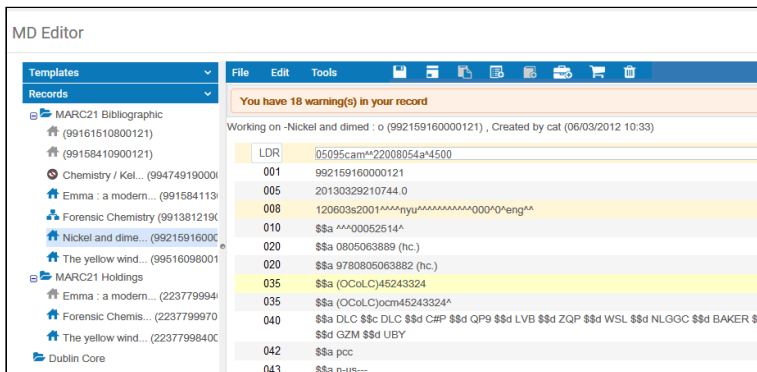 MD Editor
Templates
Records
MARC21 Bibliographic
(99161510800121)
(99158410900121)
Chemistry / Kel... (99474919000
Emma : a modern... (9915841130
Forensic Chemistry (9913812190
Nickel and dime... (9921591600
The yellow wind... (99516098001
MARC21 Holdings
Emma : a modern... (2237799940
Forensic Chemis... (2237799970
The yellow wind... (2237799840C
Dublin Core
File Edit Tools
You have 18 warning(s) in your record
Working on -Nickel and dimed : o (992159160000121) , Created by cat (06/03/2012 10:33)
LDR 05095cam^^22008054a^4500
001 992159160000121
005 20130329210744.0
008 120603s2001^^^^nyu^^^^^^^^^^^000^0^eng^^
010 $$a ^^^00052514^
020 $$a 0805063889 (hc.)
020 $$a 9780805063882 (hc.)
035 $$a (OCoLC)45243324
035 $$a (OCoLC)ocm45243324^
040 $$a DLC $$c DLC $$d C#P $$d QP9 $$d LVB $$d ZQP $$d WSL $$d NLGGC $$d BAKER $
$$d GZM $$d UBY
042 $$a pcc
043 $$a n-us---